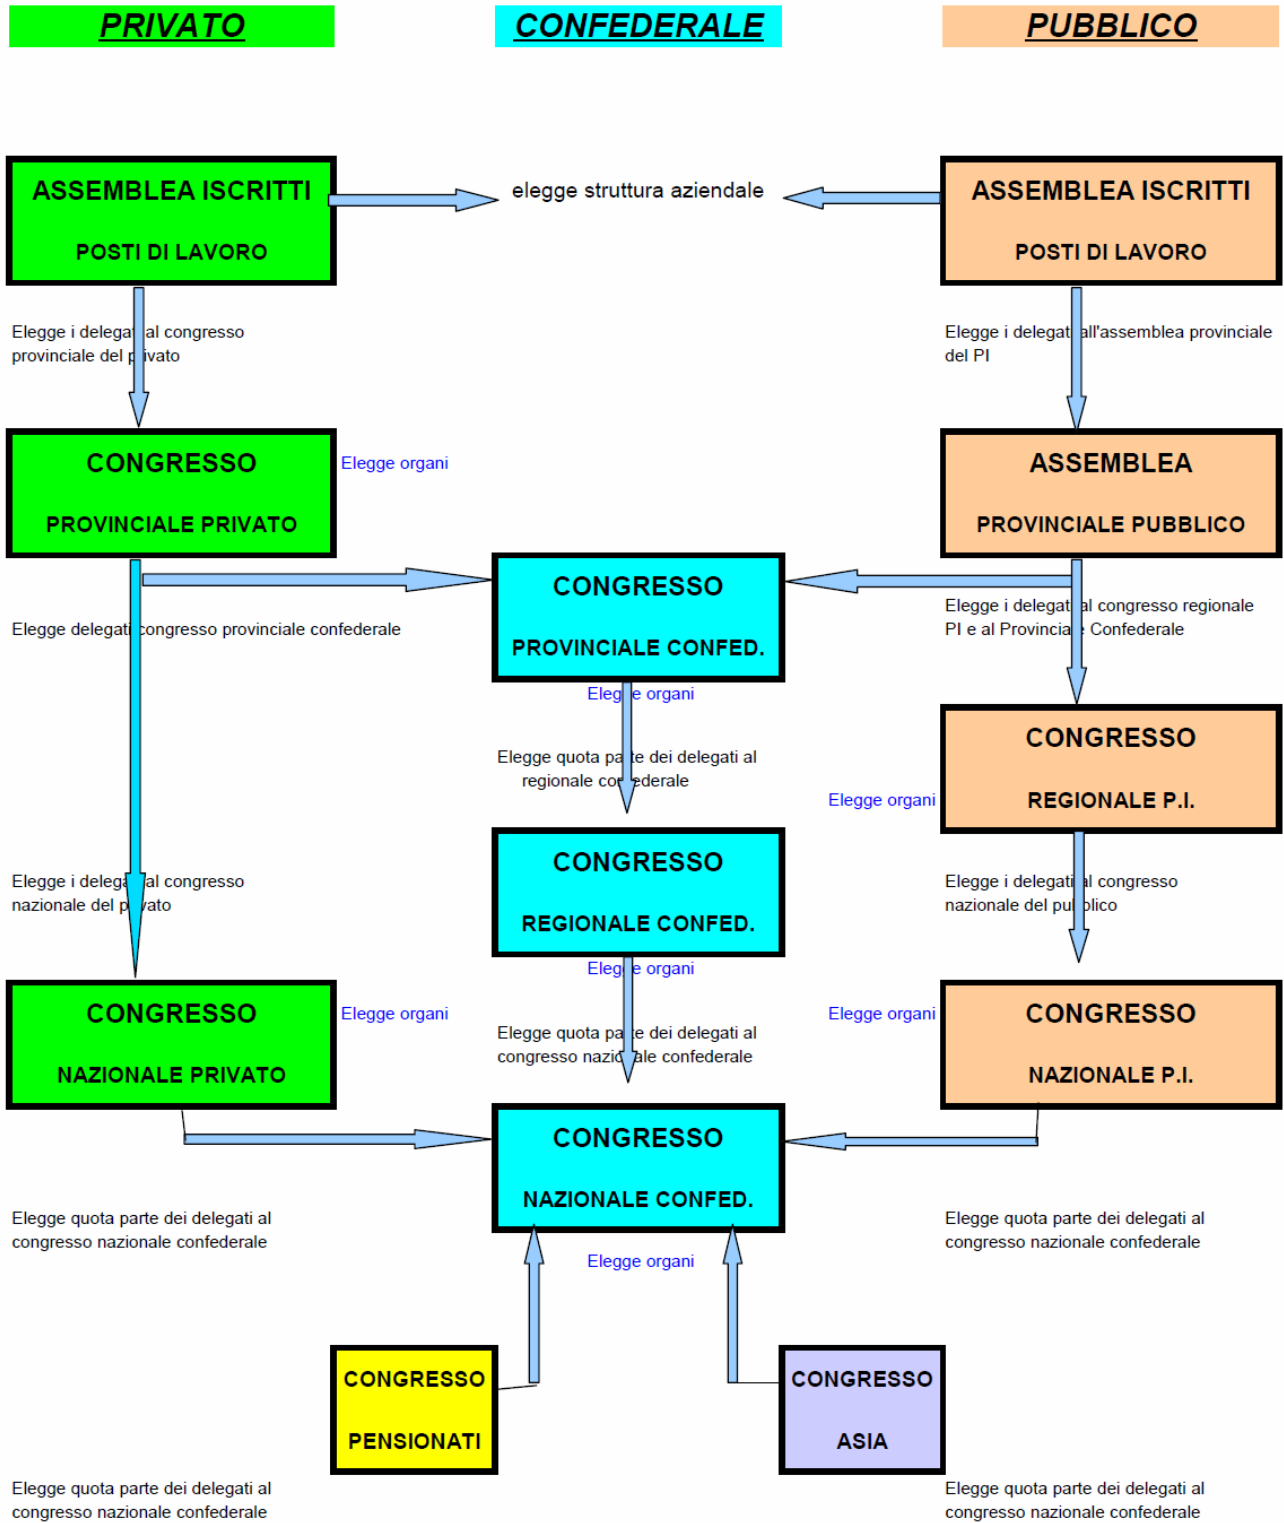 PRIVATO
CONFEDERALE
PUBBLICO
ASSEMBLEA ISCRITTI
POSTI DI LAVORO
elegge struttura aziendale
ASSEMBLEA ISCRITTI
POSTI DI LAVORO
Elegge i delegati al congresso
provinciale del privato
Elegge i delegati all'assemblea provinciale
del PI
CONGRESSO
PROVINCIALE PRIVATO
Elegge organi
ASSEMBLEA
PROVINCIALE PUBBLICO
CONGRESSO
PROVINCIALE CONFED.
Elegge organi
Elegge delegati congresso provinciale confederale
Elegge i delegati al congresso regionale
PI e al Provinciale Confederale
Elegge quota parte dei delegati al
regionale confederale
CONGRESSO
REGIONALE P.I.
Elegge organi
CONGRESSO
REGIONALE CONFED.
Elegge organi
Elegge i delegati al congresso
nazionale del privato
Elegge i delegati al congresso
nazionale del pubblico
CONGRESSO
NAZIONALE PRIVATO
Elegge organi
Elegge quota parte dei delegati al
congresso nazionale confederale
Elegge organi
CONGRESSO
NAZIONALE P.I.
CONGRESSO
NAZIONALE CONFED.
Elegge organi
Elegge quota parte dei delegati al
congresso nazionale confederale
Elegge quota parte dei delegati al
congresso nazionale confederale
CONGRESSO
PENSIONATI
CONGRESSO
ASIA
Elegge quota parte dei delegati al
congresso nazionale confederale
Elegge quota parte dei delegati al
congresso nazionale confederale